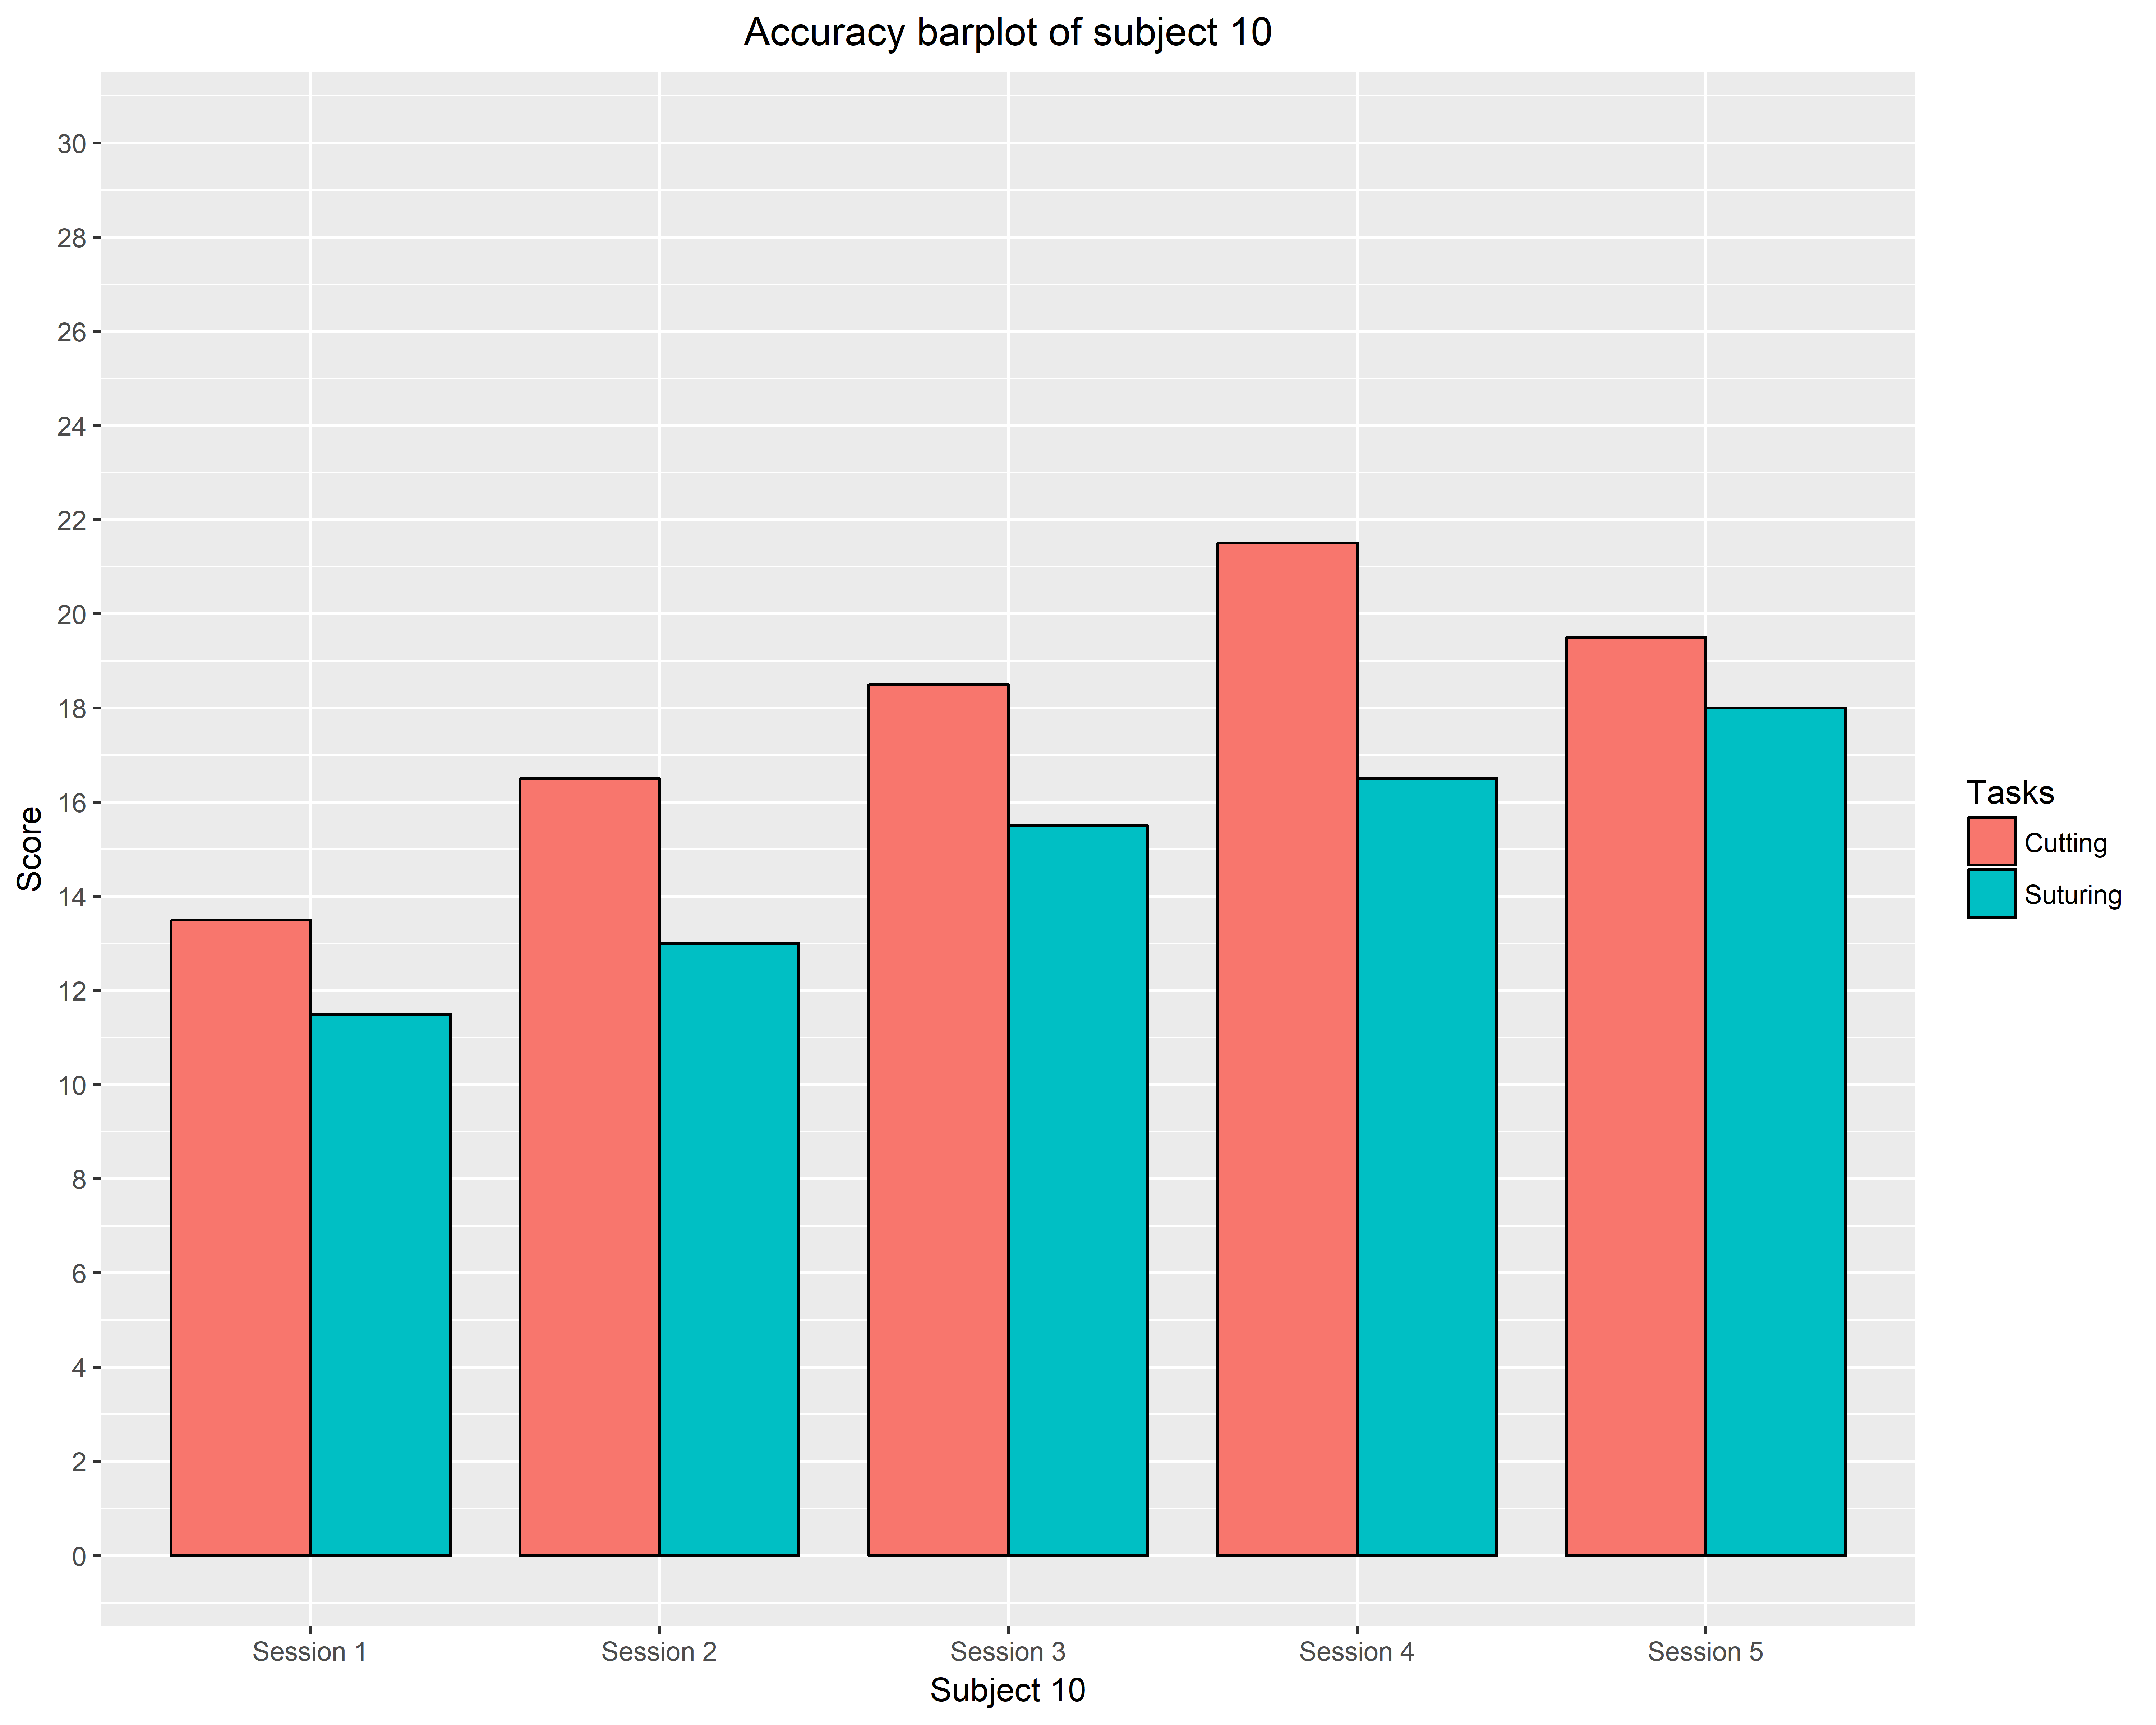 Accuracy barplot of subject 10
30
28
26
24
22
20
18
16
14
12
10
8
6
4
2
0
Score
Session 1
Session 2
Session 3
Session 4
Session 5
Subject 10
Tasks
Cutting
Suturing